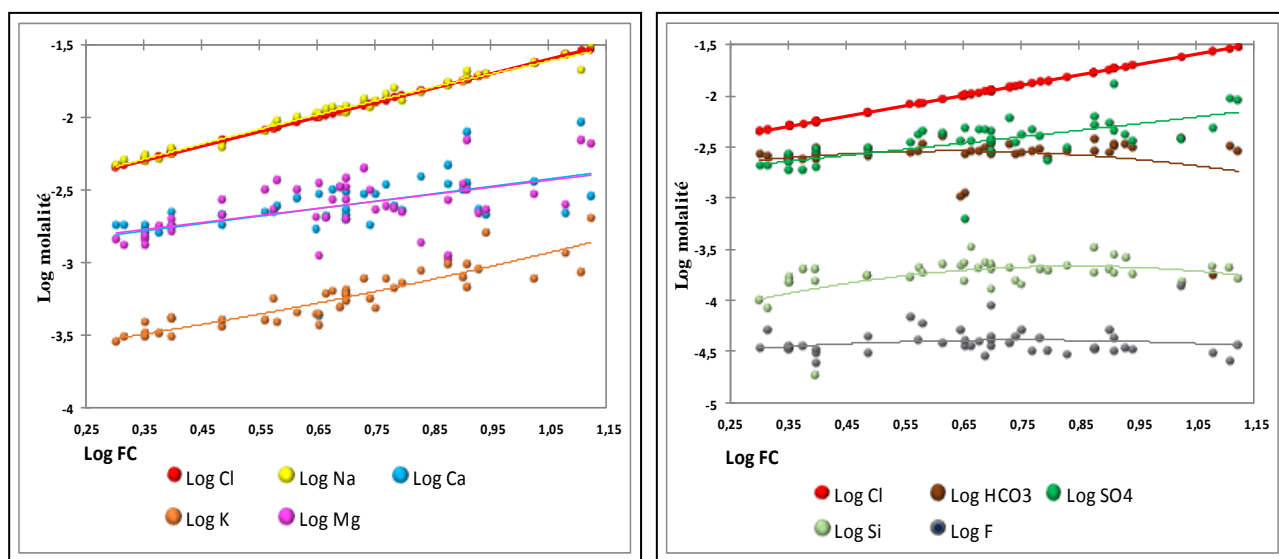 -1,5
-2
-2,5
-3
-3,5
-4
Log molalité
0,25 0,35 0,45 0,55 0,65 0,75 0,85 0,95 1,05 1,15
Log FC
Log Cl Log Na Log Ca
Log K Log Mg
-1,5
-2
-2,5
-3
-3,5
-4
-4,5
-5
Log molalité
0,25 0,35 0,45 0,55 0,65 0,75 0,85 0,95 1,05 1,15
Log FC
Log Cl Log HCO3 Log SO4
Log Si Log F